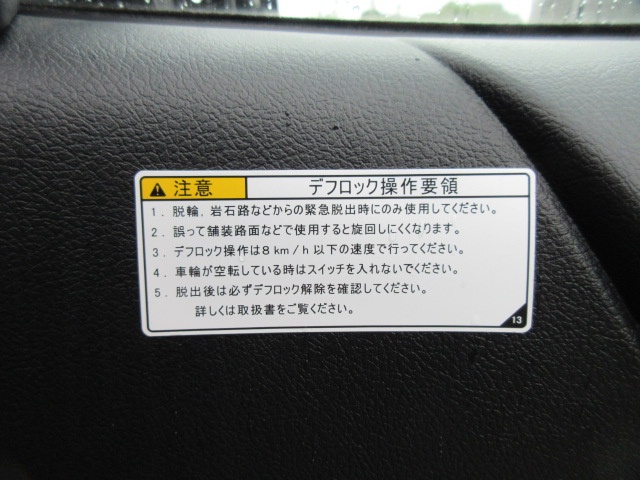 注意 デフロック操作要領
1．脱輪，岩石路などからの緊急脱出時にのみ使用してください。
2．誤って舗装路面などで使用すると旋回しにくくなります。
3．デフロック操作は8km/h以下の速度で行ってください。
4．車輪が空転している時はスイッチを入れないでください。
5．脱出後は必ずデフロック解除を確認してください。
詳しくは取扱書をご覧ください。
13